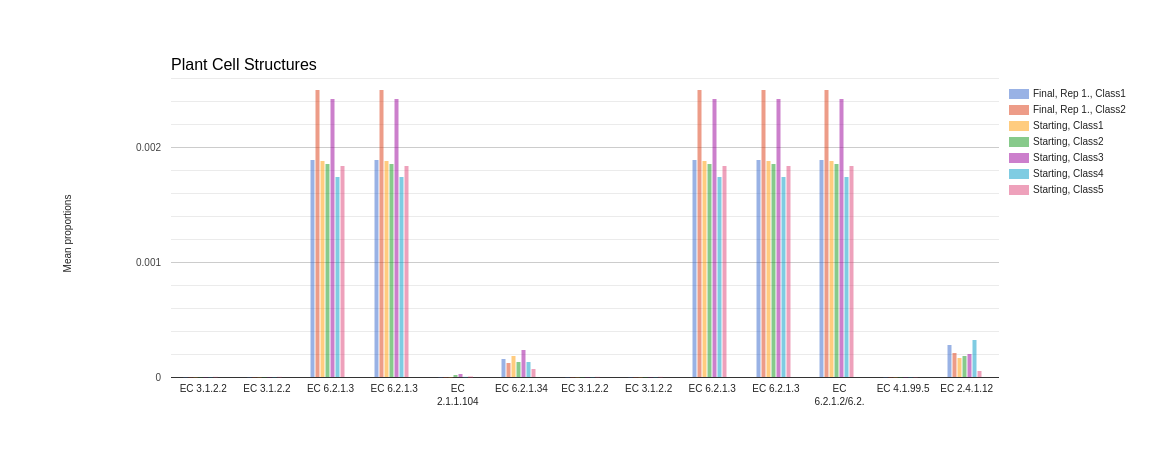 Plant Cell Structures
Final, Rep 1., Class1
Final, Rep 1., Class2
Starting, Class1
Starting, Class2
Starting, Class3
Starting, Class4
Starting, Class5
Mean proportions
0.002
0.001
0
EC 3.1.2.2
EC 3.1.2.2
EC 6.2.1.3
EC 6.2.1.3
EC
2.1.1.104
EC 6.2.1.34
EC 3.1.2.2
EC 3.1.2.2
EC 6.2.1.3
EC 6.2.1.3
EC
6.2.1.2/6.2.
EC 4.1.99.5
EC 2.4.1.12